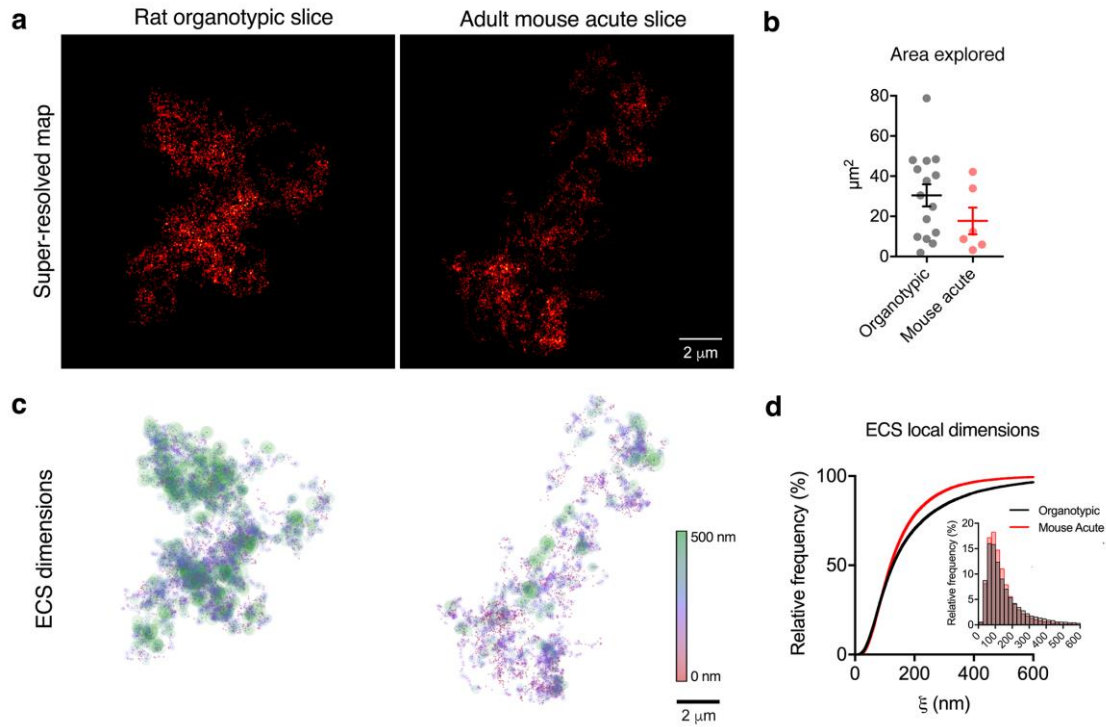 a
Rat organotypic slice
Adult mouse acute slice
Super-resolved map
2 μm
b
Area explored
μm²
80
60
40
20
0
Organotypic
Mouse acute
c
ECS dimensions
500 nm
0 nm
2 μm
d
ECS local dimensions
Relative frequency (%)
100
50
0
0 200 400 600
ξ (nm)
Organotypic
Mouse Acute
Relative frequency (%)
20
15
10
5
0
0 100 200 300 400 500 600